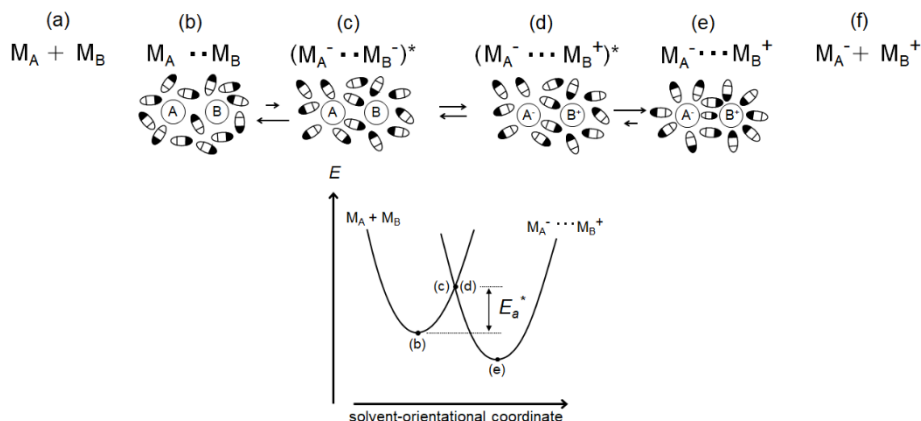 (a) (b) (c) (d) (e) (f)
M_A + M_B M_A ··M_B (M_A^- ··M_B^-)* (M_A^- ····M_B^+)* M_A^-····M_B^+ M_A^- + M_B^+
A B A B A- B+ A- B+
E
M_A + M_B M_A^- ····M_B^+
(c) (d)
E_a^*
(b)
(e)
solvent-orientational coordinate